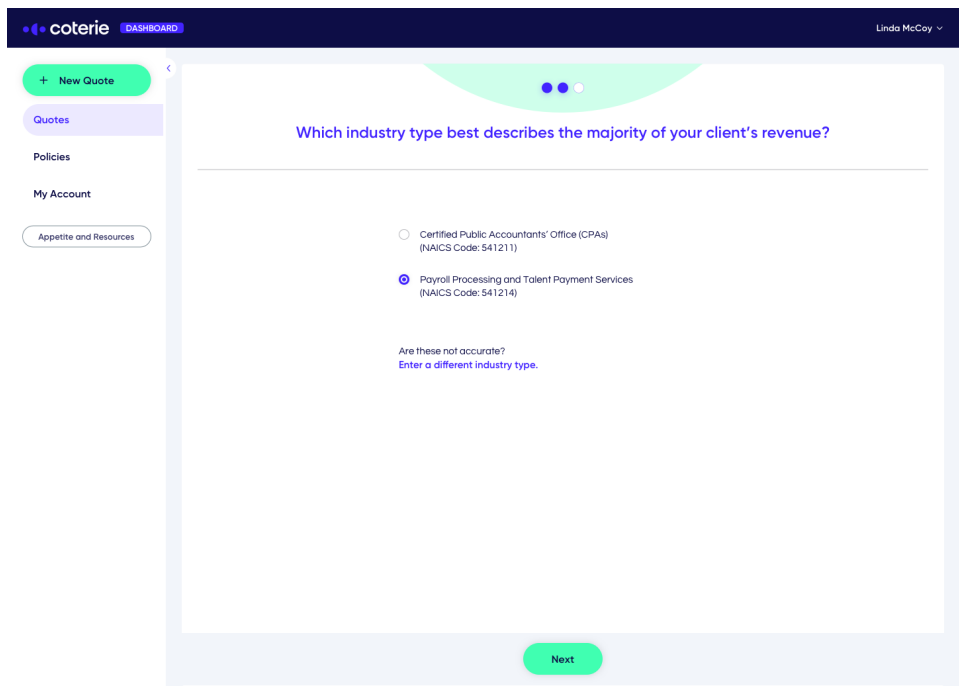 coterie DASHBOARD
Linda McCoy
+ New Quote
Quotes
Policies
My Account
Appetite and Resources
Which industry type best describes the majority of your client’s revenue?
Certified Public Accountants’ Office (CPAs)
(NAICS Code: 541211)
Payroll Processing and Talent Payment Services
(NAICS Code: 541214)
Are these not accurate?
Enter a different industry type.
Next